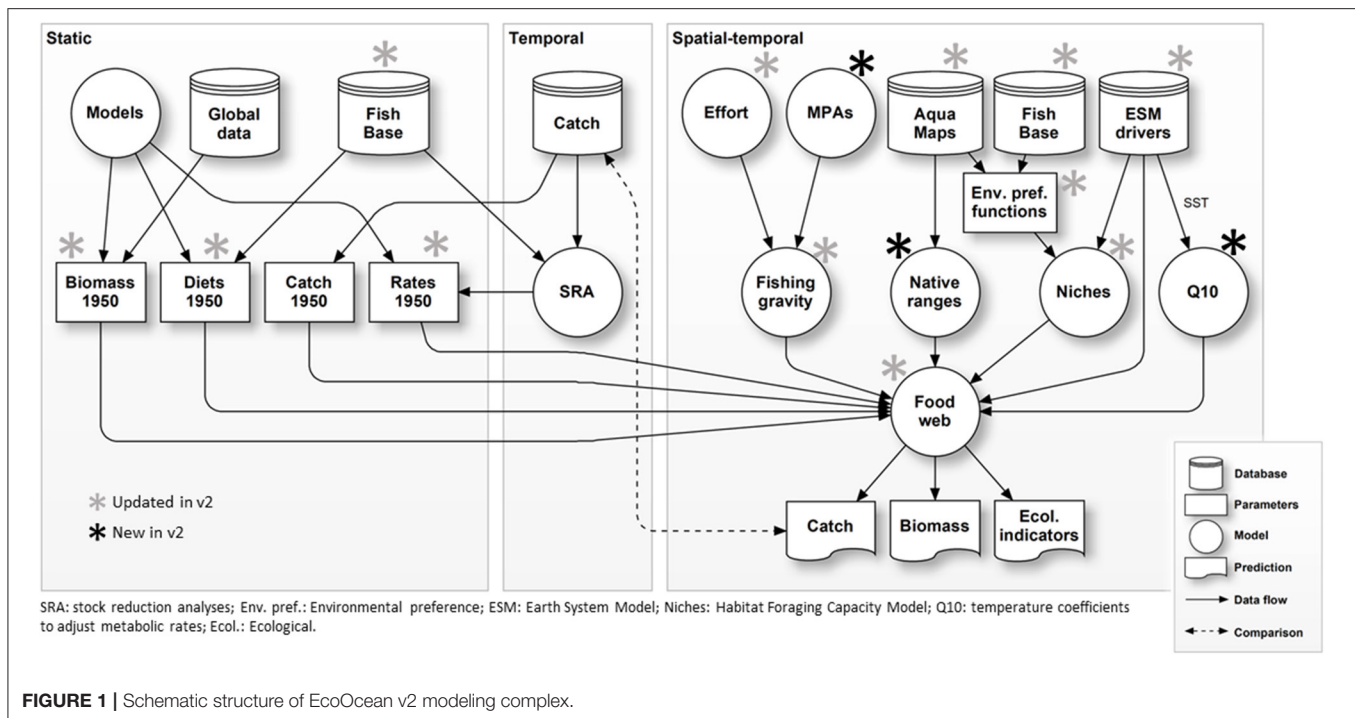 Static
Temporal
Spatial-temporal
Models
Global
data
Fish
Base
Catch
Effort
MPAs
Aqua
Maps
Fish
Base
ESM
drivers
Env. pref.
functions
SST
Biomass
1950
Diets
1950
Catch
1950
Rates
1950
SRA
Fishing
gravity
Native
ranges
Niches
Q10
Food
web
Catch
Biomass
Ecol.
indicators
Updated in v2
New in v2
Database
Parameters
Model
Prediction
Data flow
Comparison
SRA: stock reduction analyses; Env. pref.: Environmental preference; ESM: Earth System Model; Niches: Habitat Foraging Capacity Model; Q10: temperature coefficients
to adjust metabolic rates; Ecol.: Ecological.
FIGURE 1 | Schematic structure of EcoOcean v2 modeling complex.